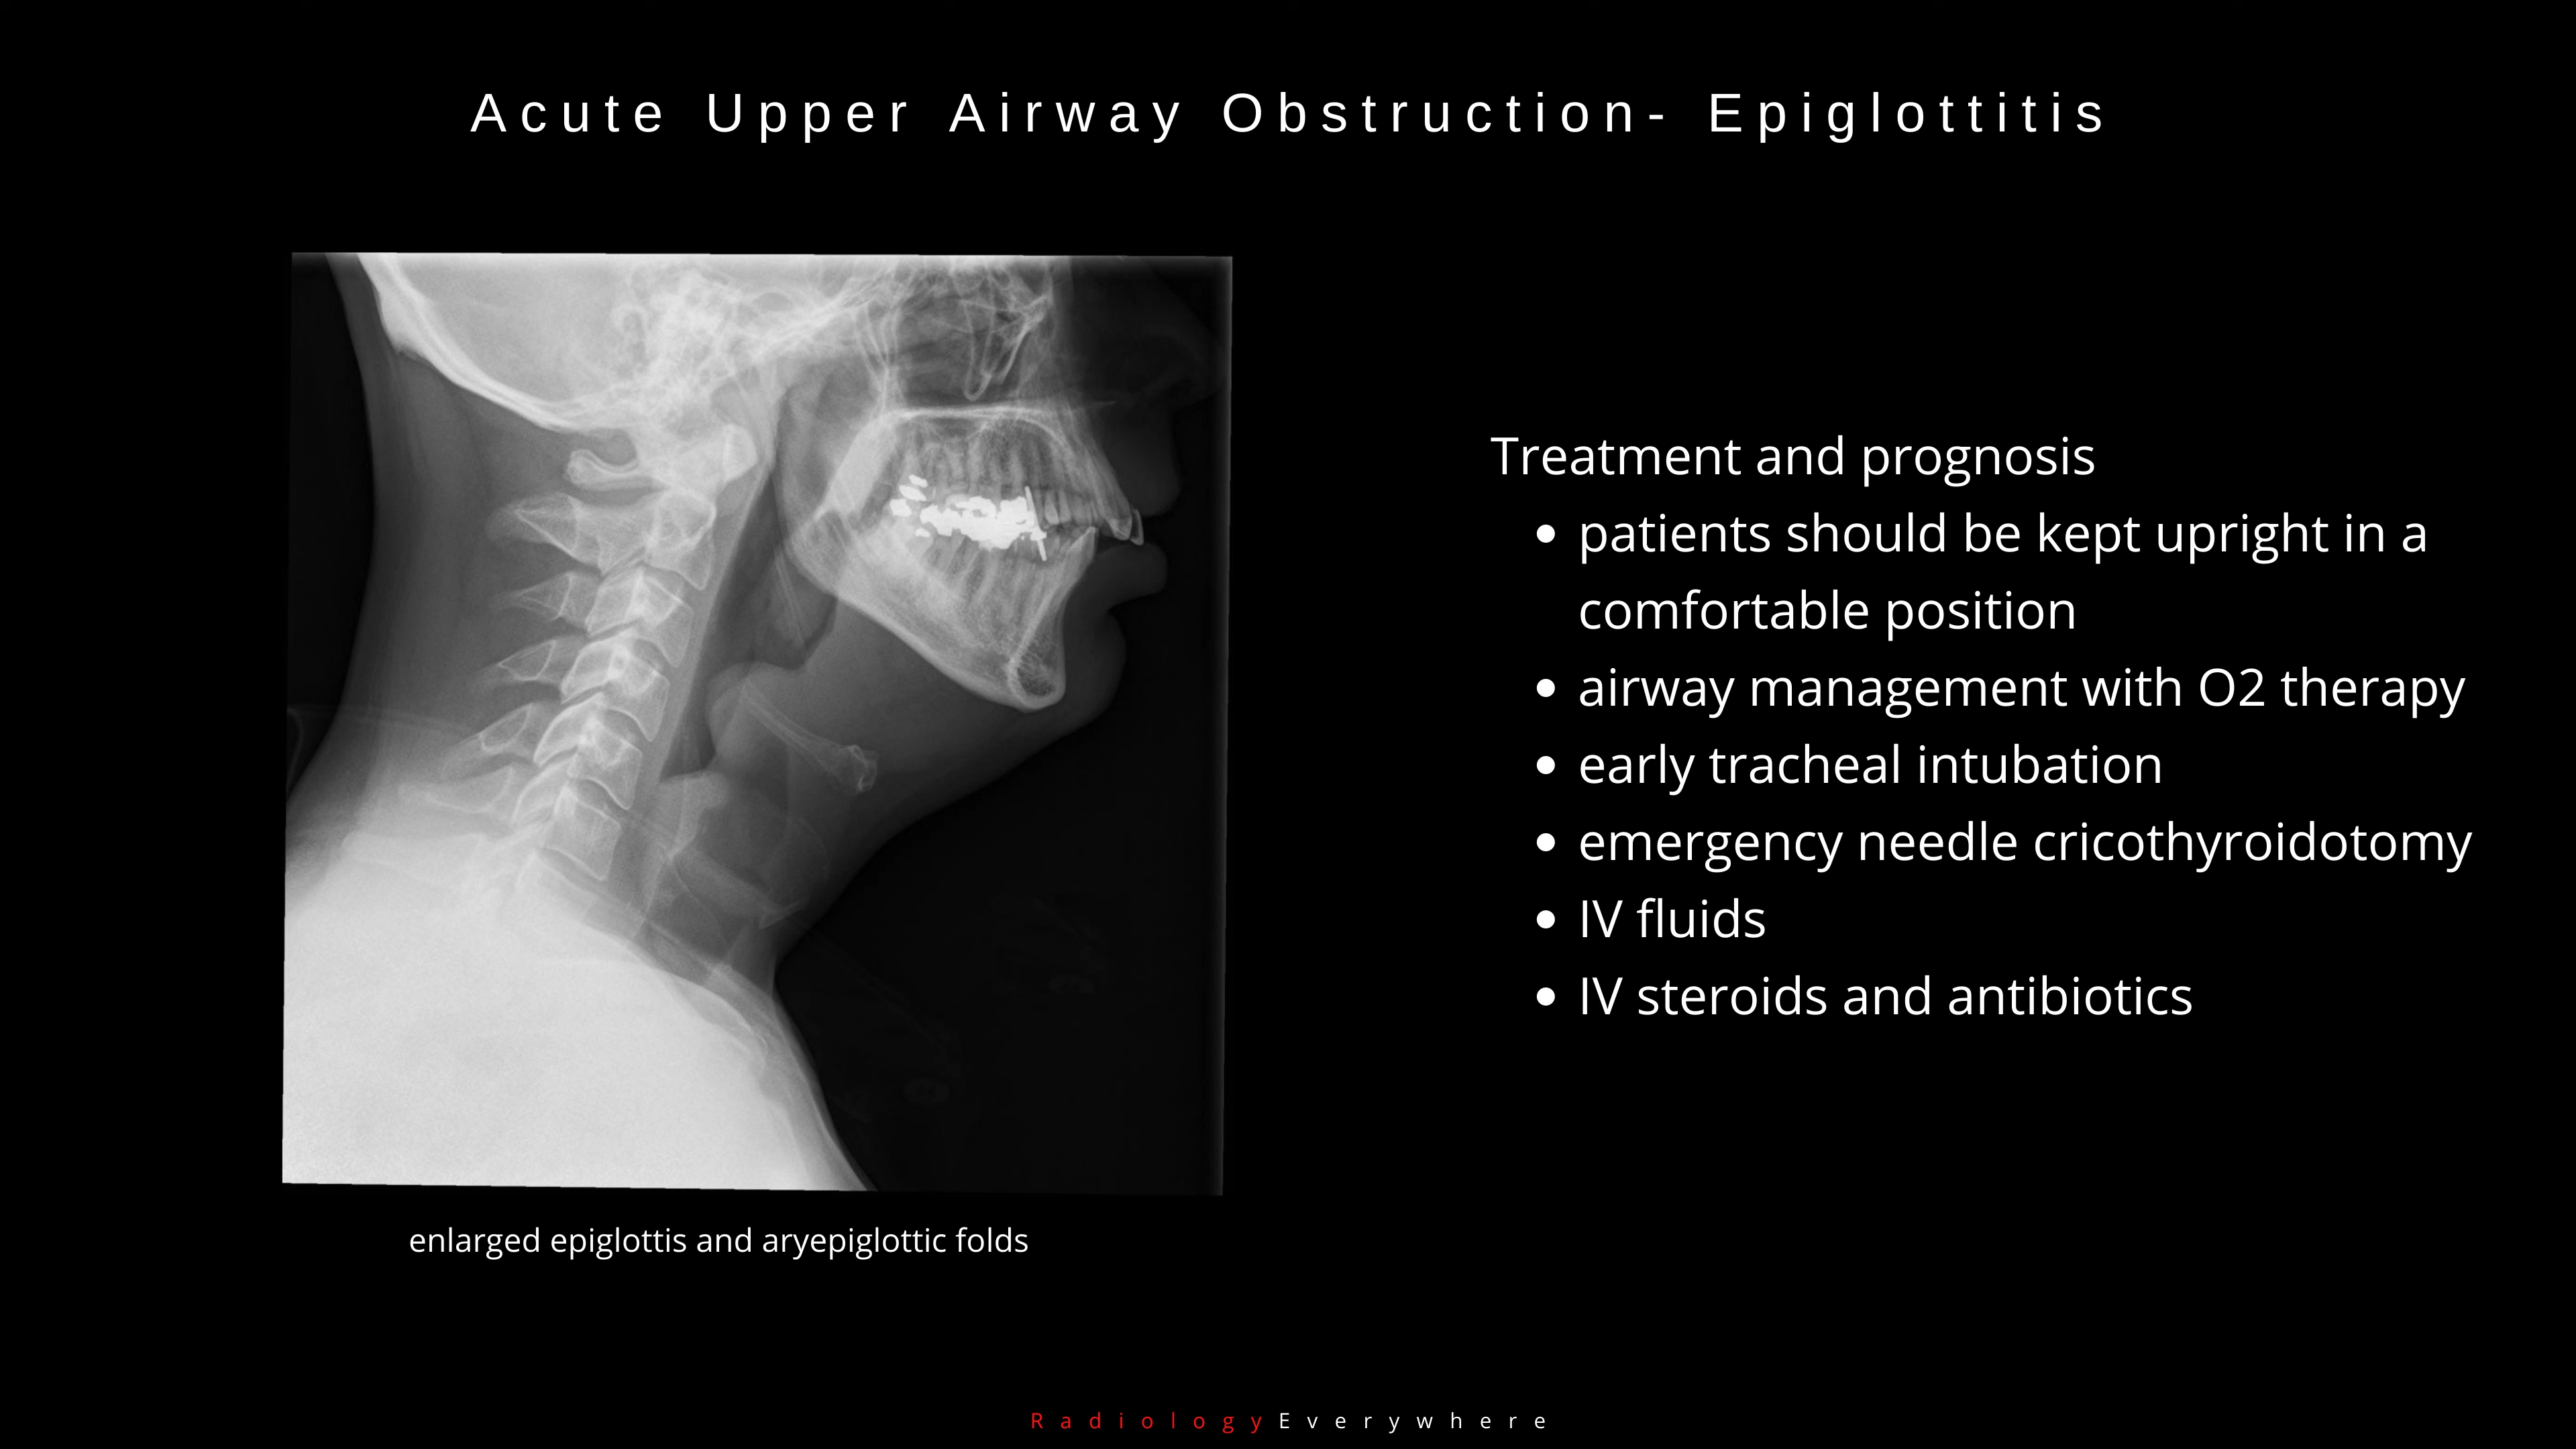 Acute Upper Airway Obstruction- Epiglottitis
Treatment and prognosis
• patients should be kept upright in a
comfortable position
• airway management with O2 therapy
• early tracheal intubation
• emergency needle cricothyroidotomy
• IV fluids
• IV steroids and antibiotics
enlarged epiglottis and aryepiglottic folds
RadiologyEverywhere